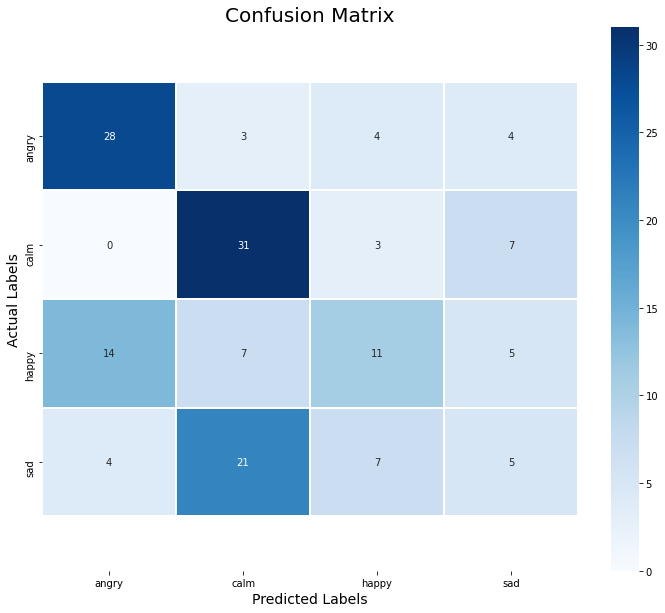 Confusion Matrix
Actual Labels
angry 28 3 4 4
calm 0 31 3 7
happy 14 7 11 5
sad 4 21 7 5
angry calm happy sad
Predicted Labels
30
25
20
15
10
5
0